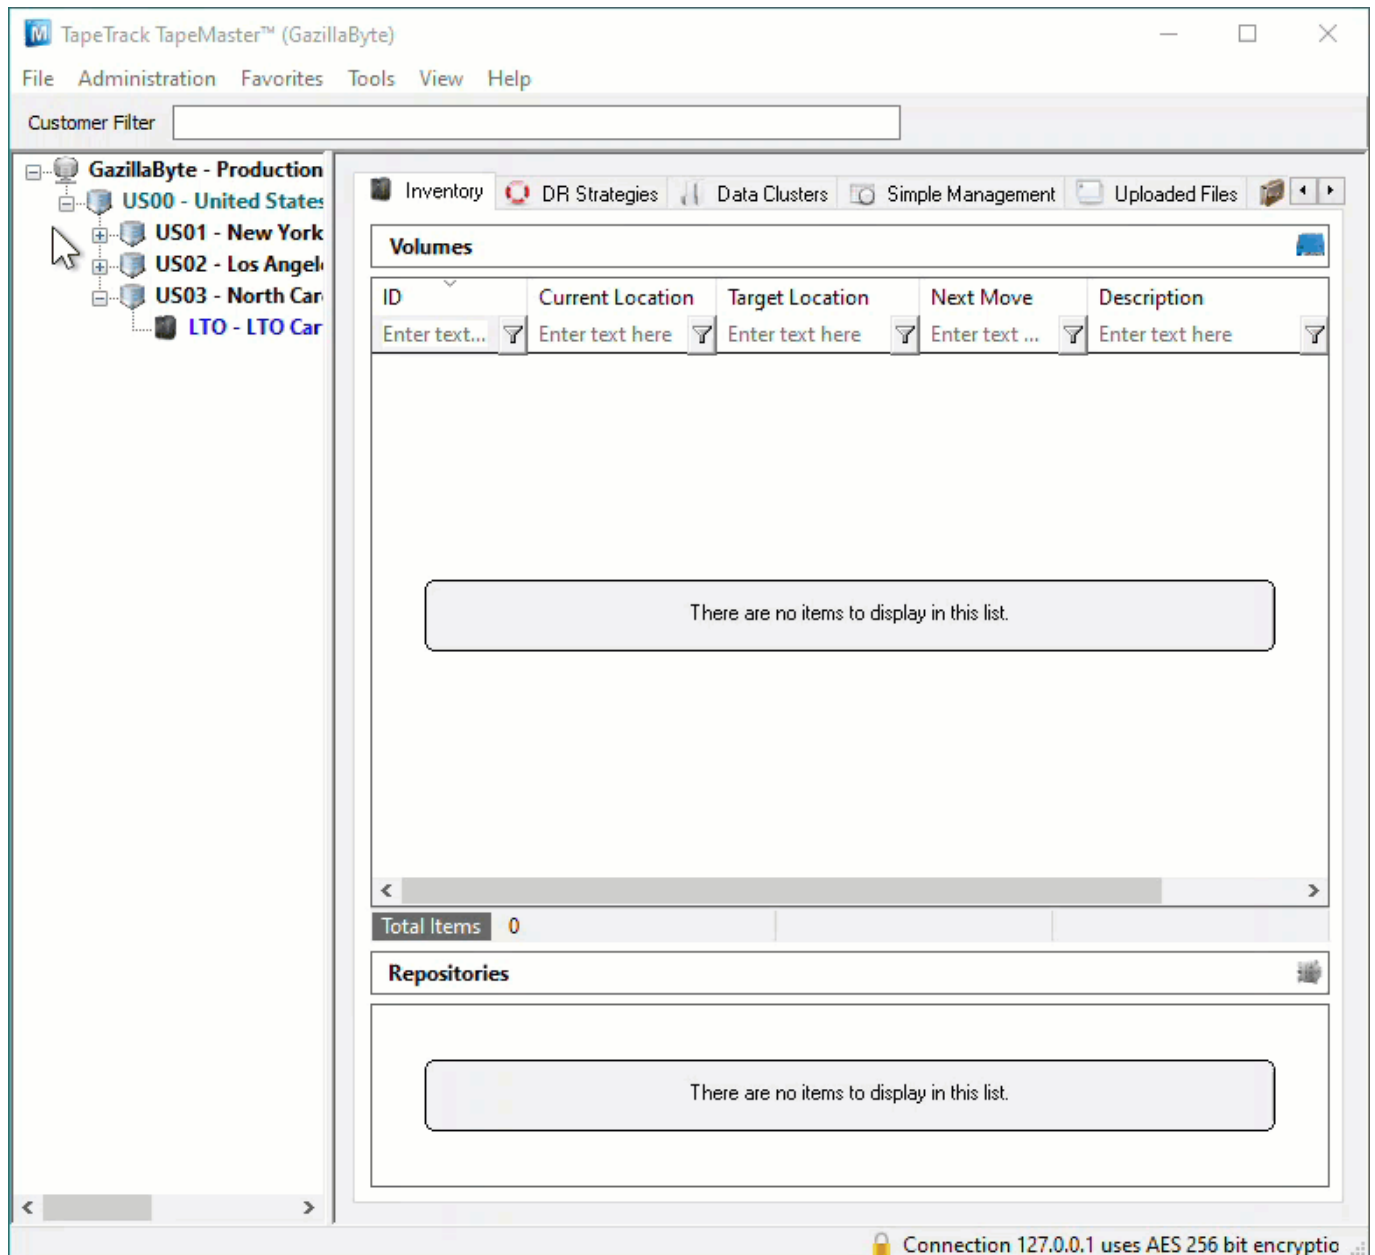 TapeTrack TapeMaster™ (GazillaByte)
File Administration Favorites Tools View Help
Customer Filter
GazillaByte - Production
US00 - United States
US01 - New York
US02 - Los Angel
US03 - North Car
LTO - LTO Car
Inventory DR Strategies Data Clusters Simple Management Uploaded Files
Volumes
ID Current Location Target Location Next Move Description
Enter text... Enter text here Enter text here Enter text ... Enter text here
There are no items to display in this list.
Total Items 0
Repositories
There are no items to display in this list.
Connection 127.0.0.1 uses AES 256 bit encryptio